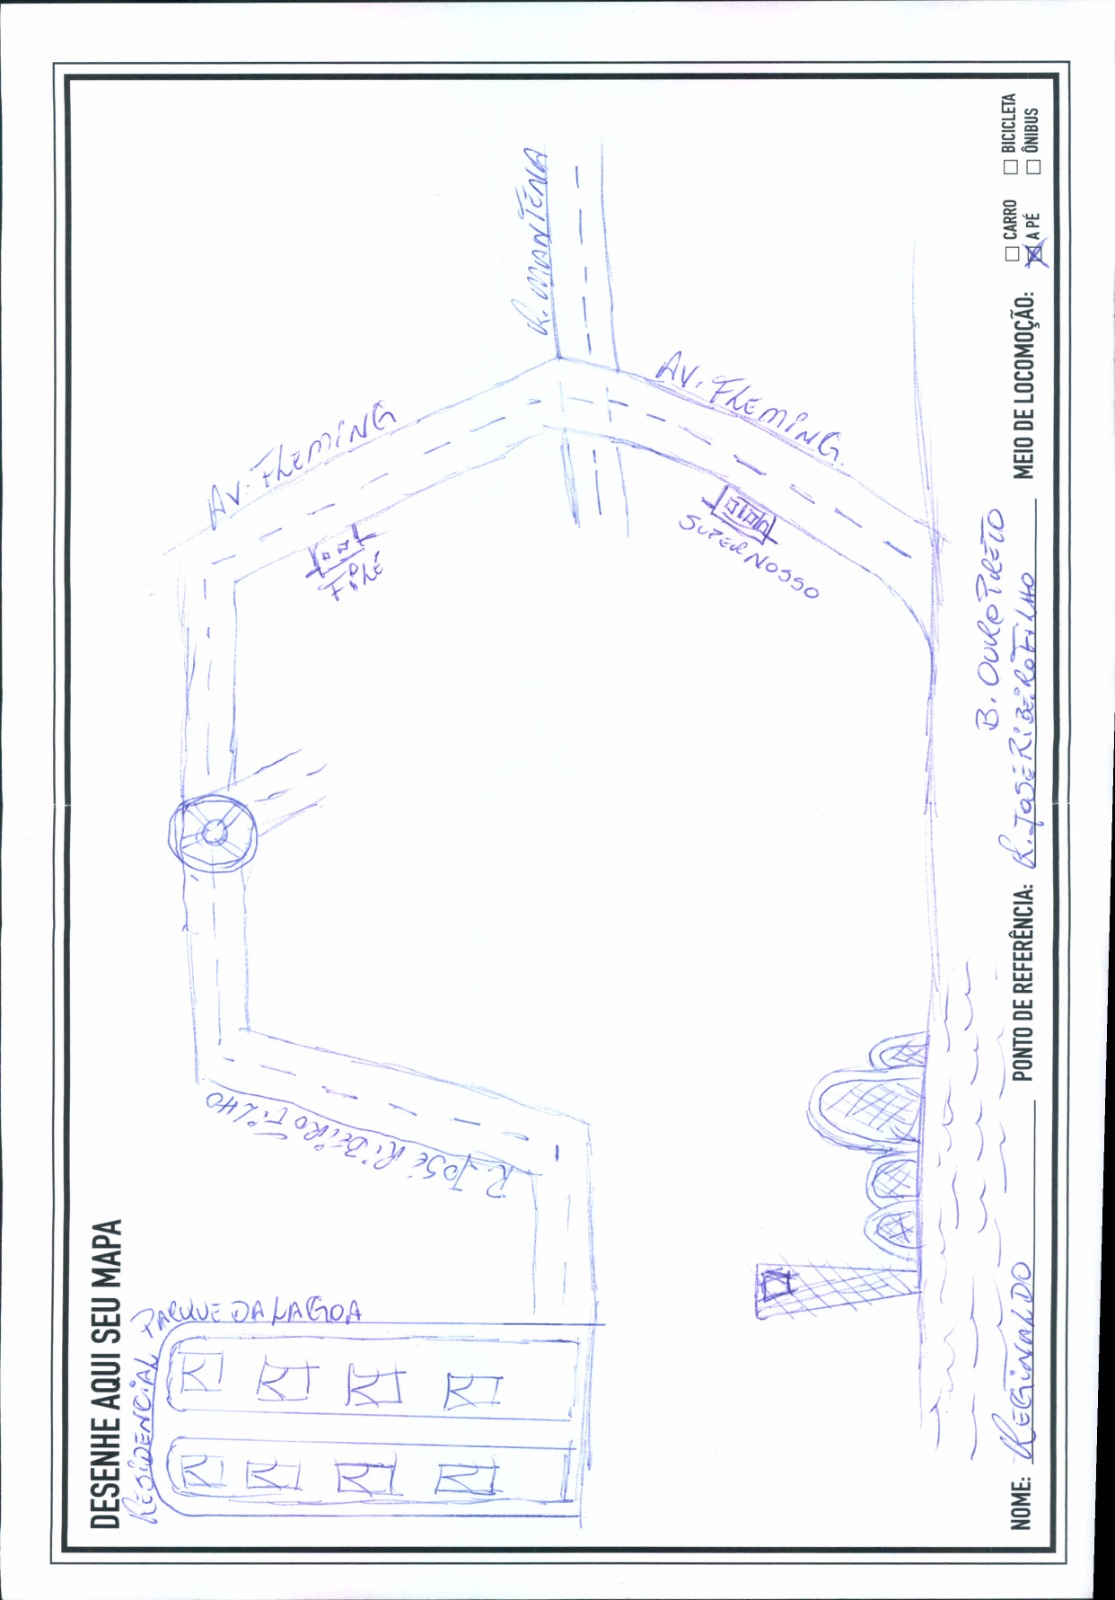 DESENHE AQUI SEU MAPA
RESIDENCIAL PARQUE DA LAGOA
R. JOSÉ RIBEIRO FILHO
AV. FLEMING
PIRÉ
R. MANTENA
AV. FLEMING.
SUPER NOSSO
B. OURO PRETO
NOME: REGINALDO
PONTO DE REFERÊNCIA: R. JOSÉ RIBEIRO FILHO
MEIO DE LOCOMOÇÃO:
CARRO
BICICLETA
A PÉ
ÔNIBUS